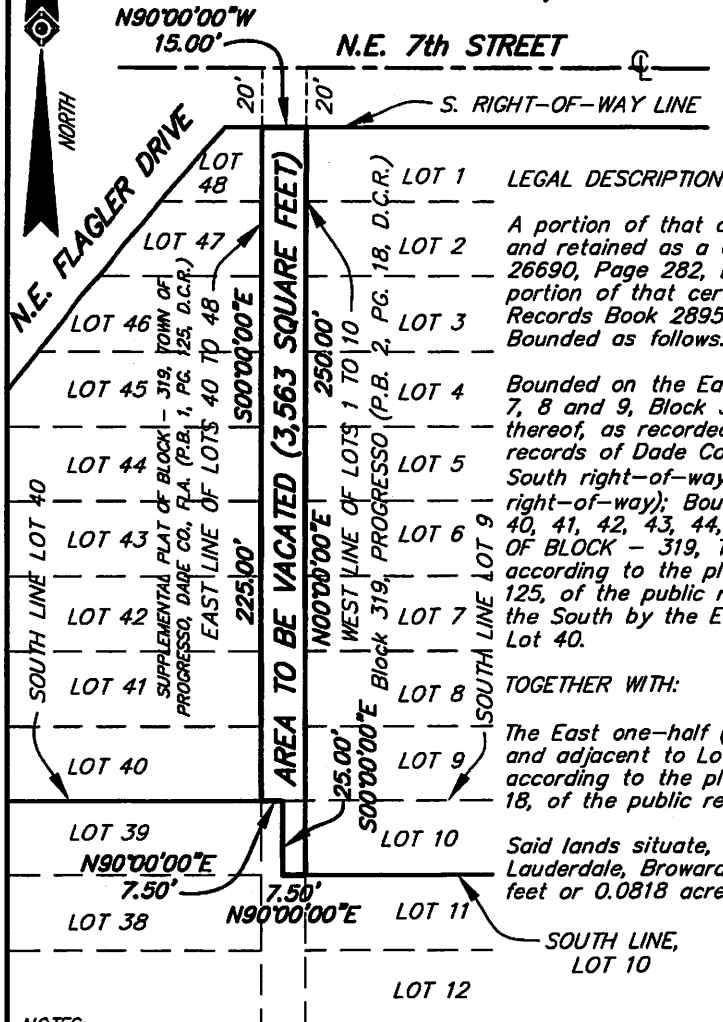 N90°00'00"W
15.00'
N.E. 7th STREET
NORTH
20'
20'
S. RIGHT-OF-WAY LINE
N.E. FLAGLER DRIVE
LOT
48
LOT 47
LOT 46
LOT 45
LOT 44
LOT 43
LOT 42
LOT 41
LOT 40
LOT 39
LOT 38
SOUTH LINE LOT 40
SUPPLEMENTAL PLAT OF BLOCK - 319, TOWN OF
PROGRESSO, DADE CO., FLA. (P.B. 1, PG. 125, D.C.R.)
EAST LINE OF LOTS 40 TO 48
S00°00'00"E
225.00'
AREA TO BE VACATED (3,563 SQUARE FEET)
250.00'
N00°00'00"E
WEST LINE OF LOTS 1 TO 10
Block 319, PROGRESSO (P.B. 2, PG. 18, D.C.R.)
LOT 1
LOT 2
LOT 3
LOT 4
LOT 5
LOT 6
LOT 7
LOT 8
LOT 9
LOT 10
LOT 11
LOT 12
SOUTH LINE LOT 9
25.00'
S00°00'00"E
N90°00'00"E
7.50'
7.50'
N90°00'00"E
SOUTH LINE,
LOT 10
LEGAL DESCRIPTION
A portion of that
and retained as a
26690, Page 282,
portion of that cer
Records Book 2895
Bounded as follows.
Bounded on the Ea
7, 8 and 9, Block
thereof, as recorded
records of Dade Co
South right-of-way
right-of-way); Bou
40, 41, 42, 43, 44,
OF BLOCK - 319, T
according to the pl
125, of the public r
the South by the E
Lot 40.
TOGETHER WITH:
The East one-half (
and adjacent to Lo
according to the pl
18, of the public re
Said lands situate,
Lauderdale, Broward
feet or 0.0818 acre
NOTES: